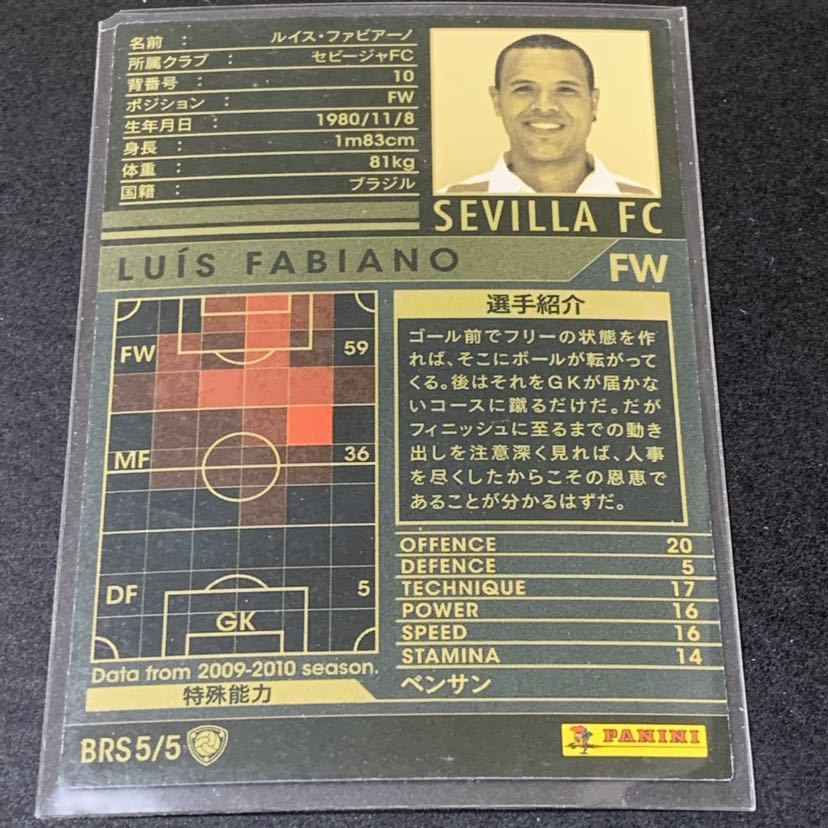 名前 : ルイス・ファビアーノ
所属クラブ : セビージャFC
背番号 : 10
ポジション : FW
生年月日 : 1980/11/8
身長 : 1m83cm
体重 : 81kg
国籍 : ブラジル
SEVILLA FC
LUÍS FABIANO
FW
FW 59
MF 36
DF 5
GK
Data from 2009-2010 season.
選手紹介
ゴール前でフリーの状態を作
れば、そこにボールが転がって
くる。後はそれをGKが届かな
いコースに蹴るだけだ。だが
フィニッシュに至るまでの動き
出しを注意深く見れば、人事
を尽くしたからこその恩恵で
あることが分かるはずだ。
OFFENCE 20
DEFENCE 5
TECHNIQUE 17
POWER 16
SPEED 16
STAMINA 14
特殊能力
ベンサン
BRS5/5
PANINI